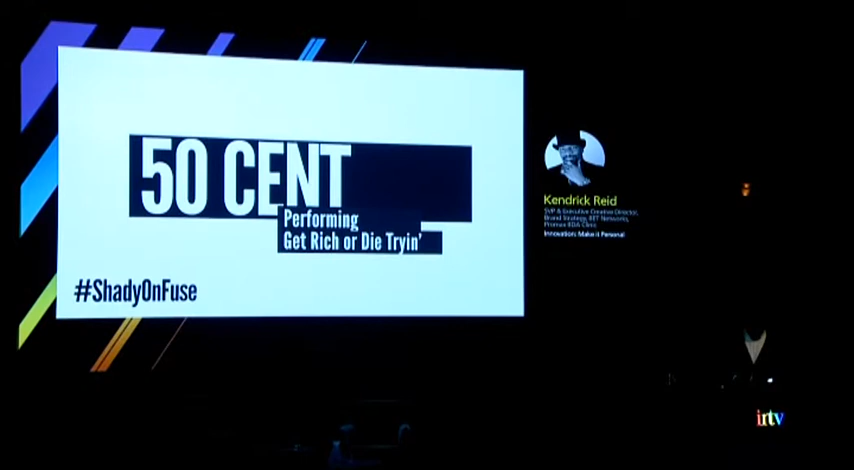 50 CENT
Performing
Get Rich or Die Tryin'
#ShadyOnFuse
Kendrick Reid
SVP & Executive Creative Director,
Brand Strategy, BET Networks,
Promax BDA Chair
Innovation: Make it Personal
irtv